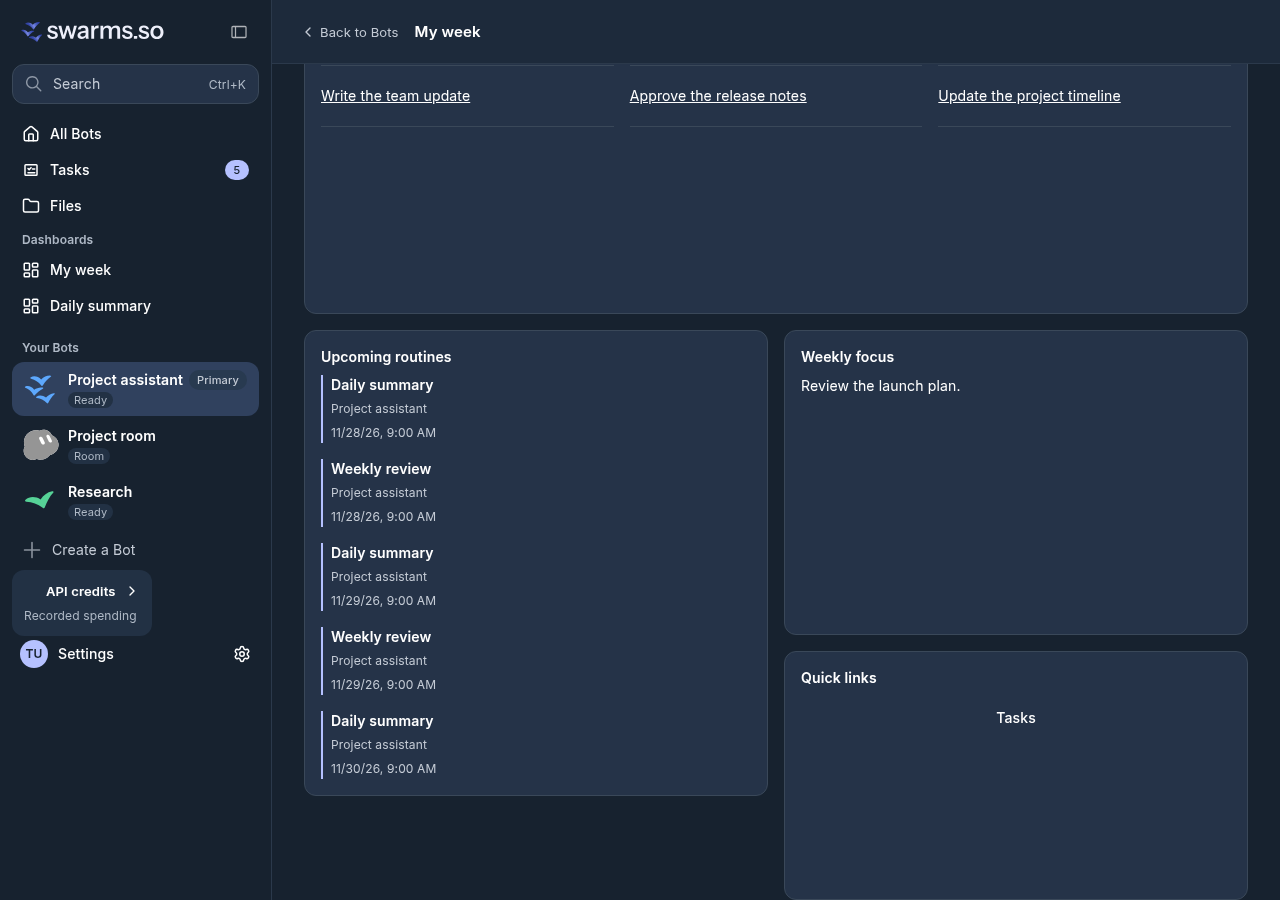 swarms.so
Search Ctrl+K
All Bots
Tasks 5
Files
Dashboards
My week
Daily summary
Your Bots
Project assistant Primary
Ready
Project room
Room
Research
Ready
Create a Bot
API credits
Recorded spending
TU Settings
Back to Bots My week
Write the team update Approve the release notes Update the project timeline
Upcoming routines
Daily summary
Project assistant
11/28/26, 9:00 AM
Weekly review
Project assistant
11/28/26, 9:00 AM
Daily summary
Project assistant
11/29/26, 9:00 AM
Weekly review
Project assistant
11/29/26, 9:00 AM
Daily summary
Project assistant
11/30/26, 9:00 AM
Weekly focus
Review the launch plan.
Quick links
Tasks